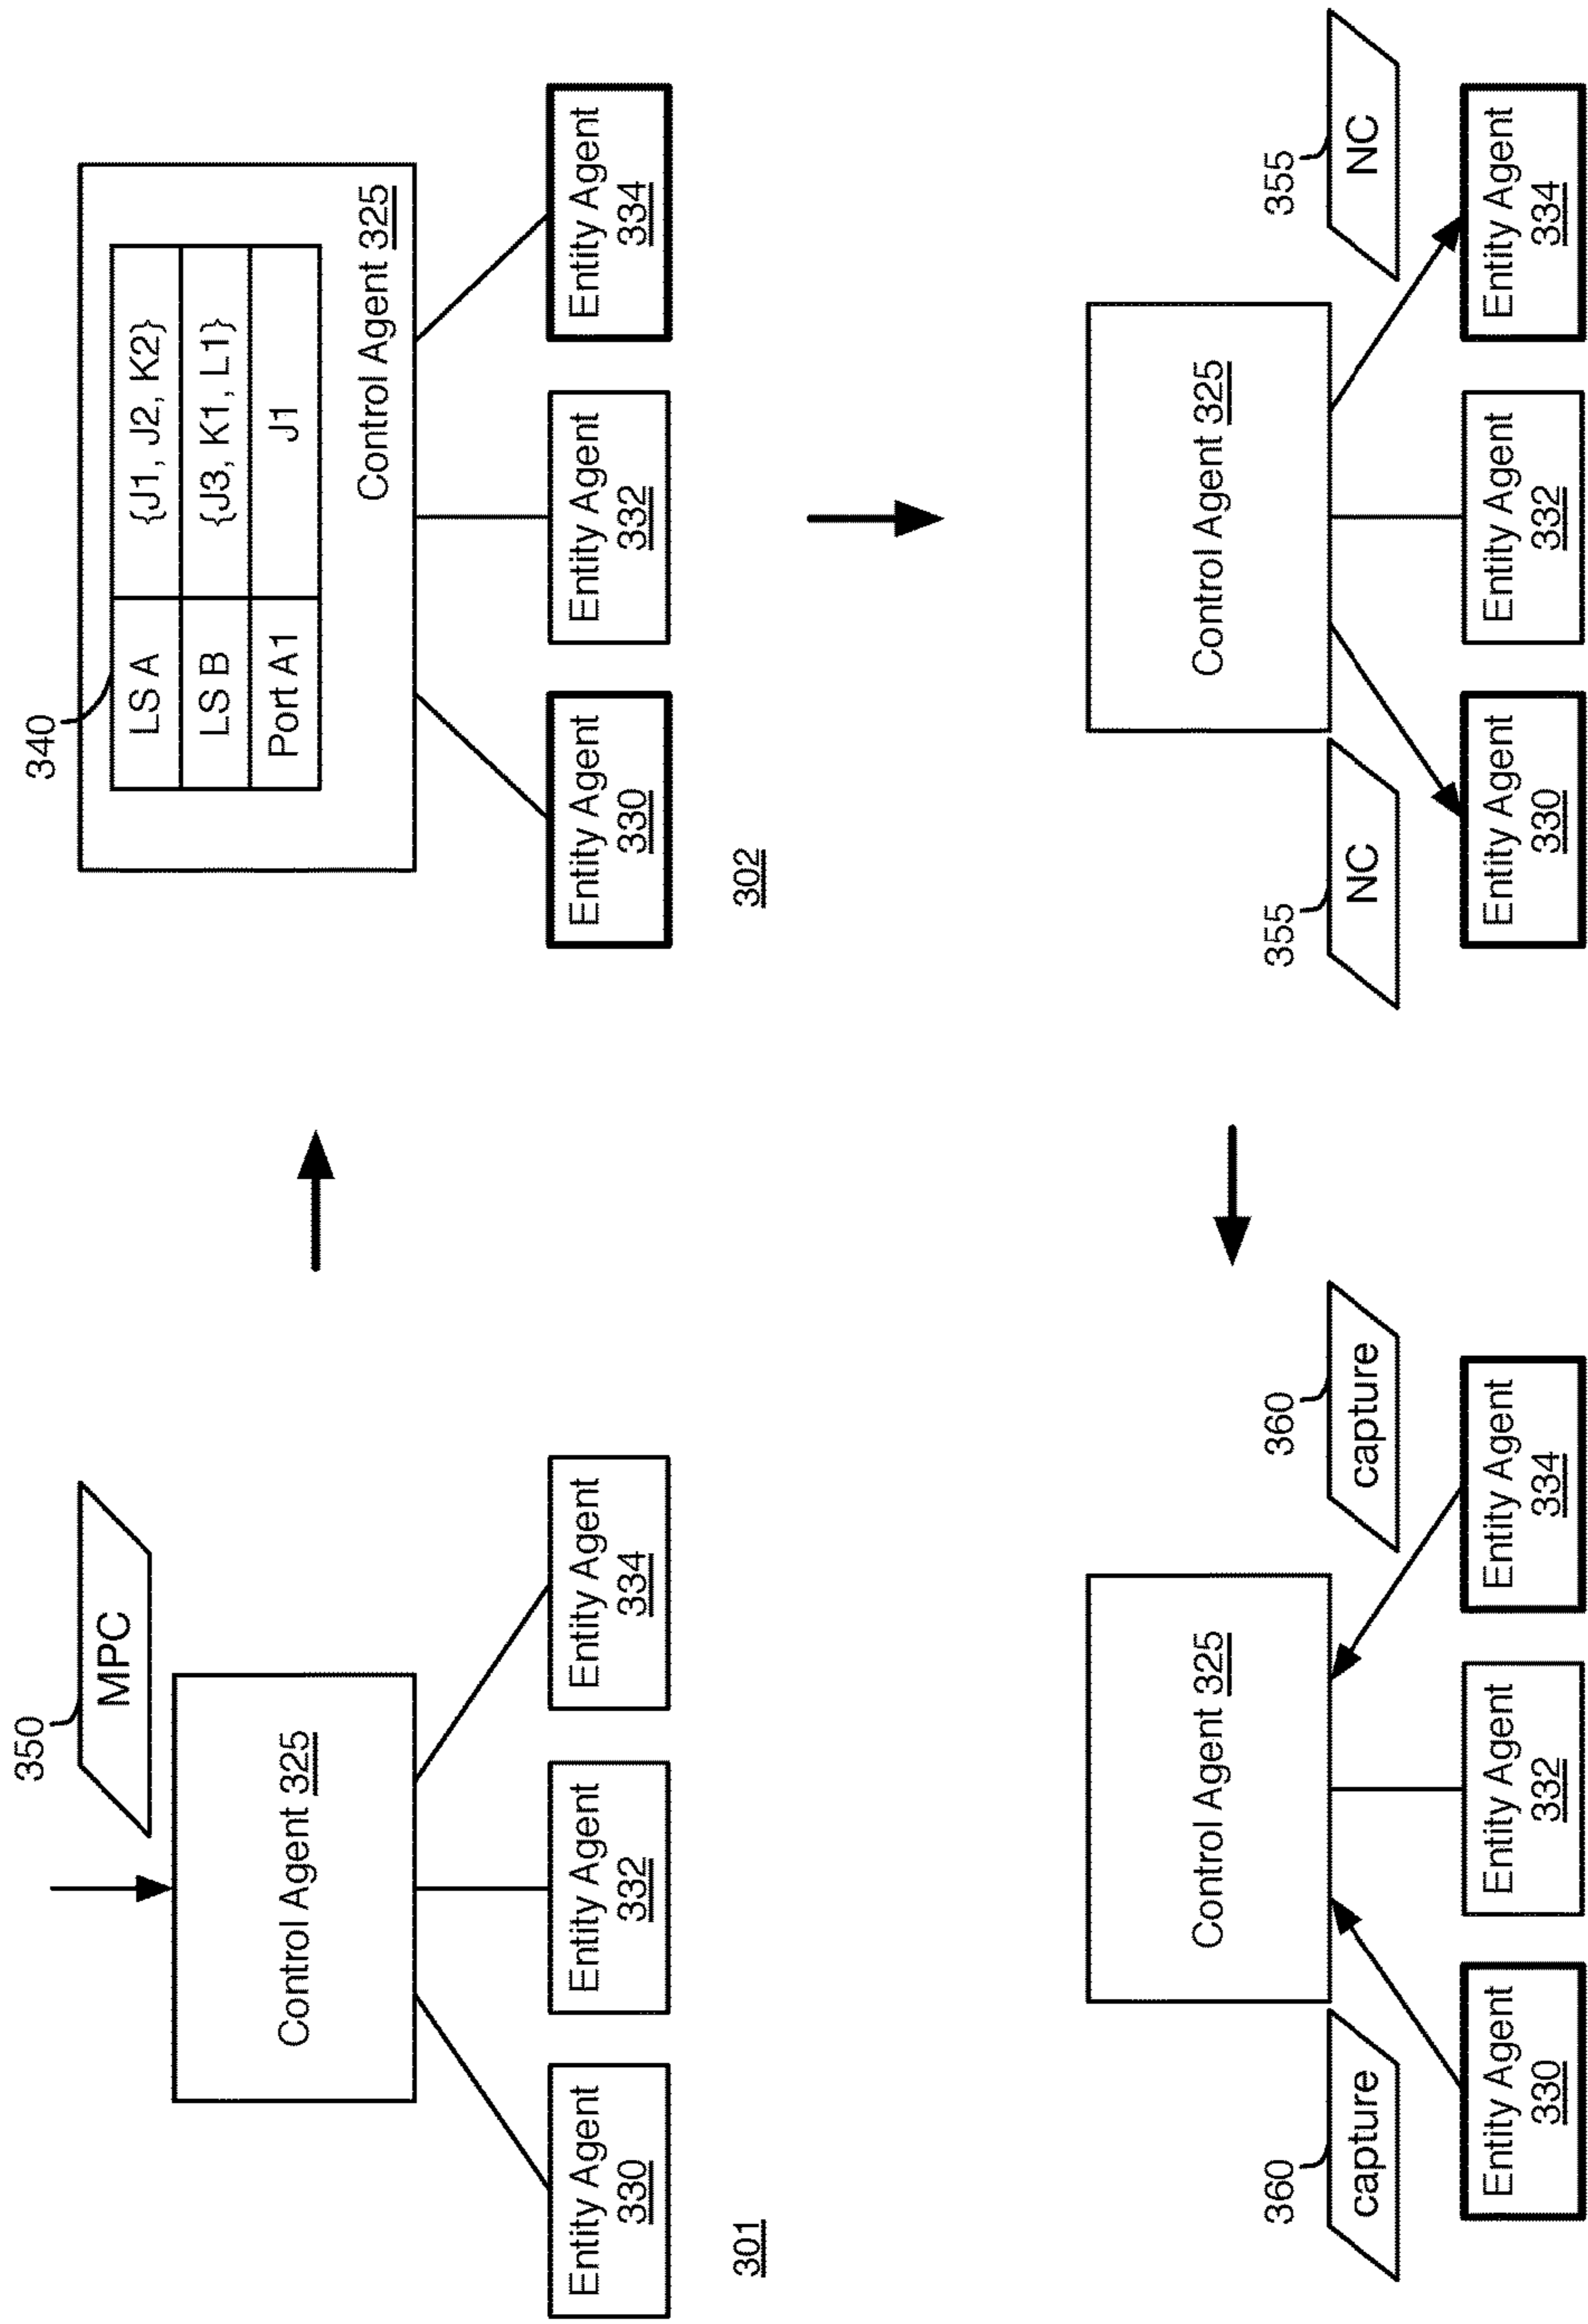 350
MPC
Control Agent 325
Entity Agent
330
Entity Agent
332
Entity Agent
334
301
340
LS A {J1, J2, K2}
LS B {J3, K1, L1}
Port A1 J1
Control Agent 325
Entity Agent
330
Entity Agent
332
Entity Agent
334
302
360
capture
Control Agent 325
360
capture
Entity Agent
330
Entity Agent
332
Entity Agent
334
355
NC
Control Agent 325
355
NC
Entity Agent
330
Entity Agent
332
Entity Agent
334